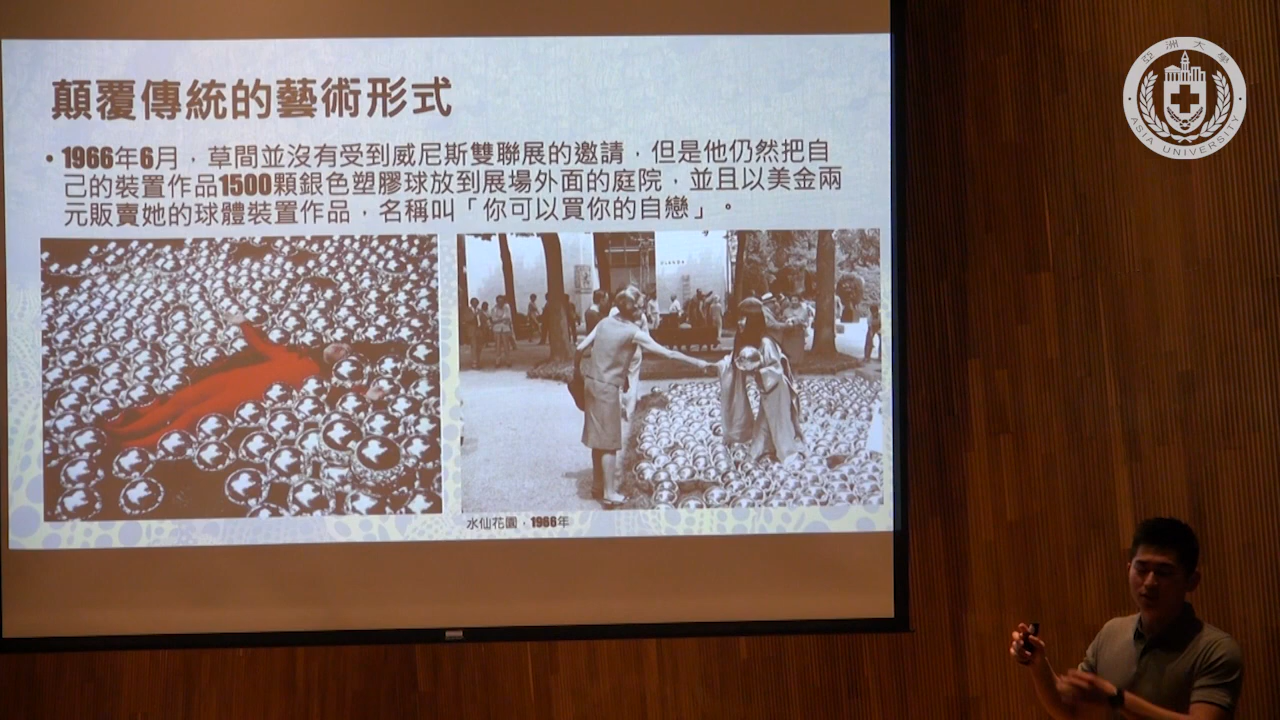 顛覆傳統的藝術形式
• 1966年6月，草間並沒有受到威尼斯雙聯展的邀請，但是他仍然把自
己的裝置作品1500顆銀色塑膠球放到展場外面的庭院，並且以美金兩
元販賣她的球體裝置作品，名稱叫「你可以買你的自戀」。
OLANDA
水仙花園，1966年
亞洲大學
ASIA UNIVERSITY